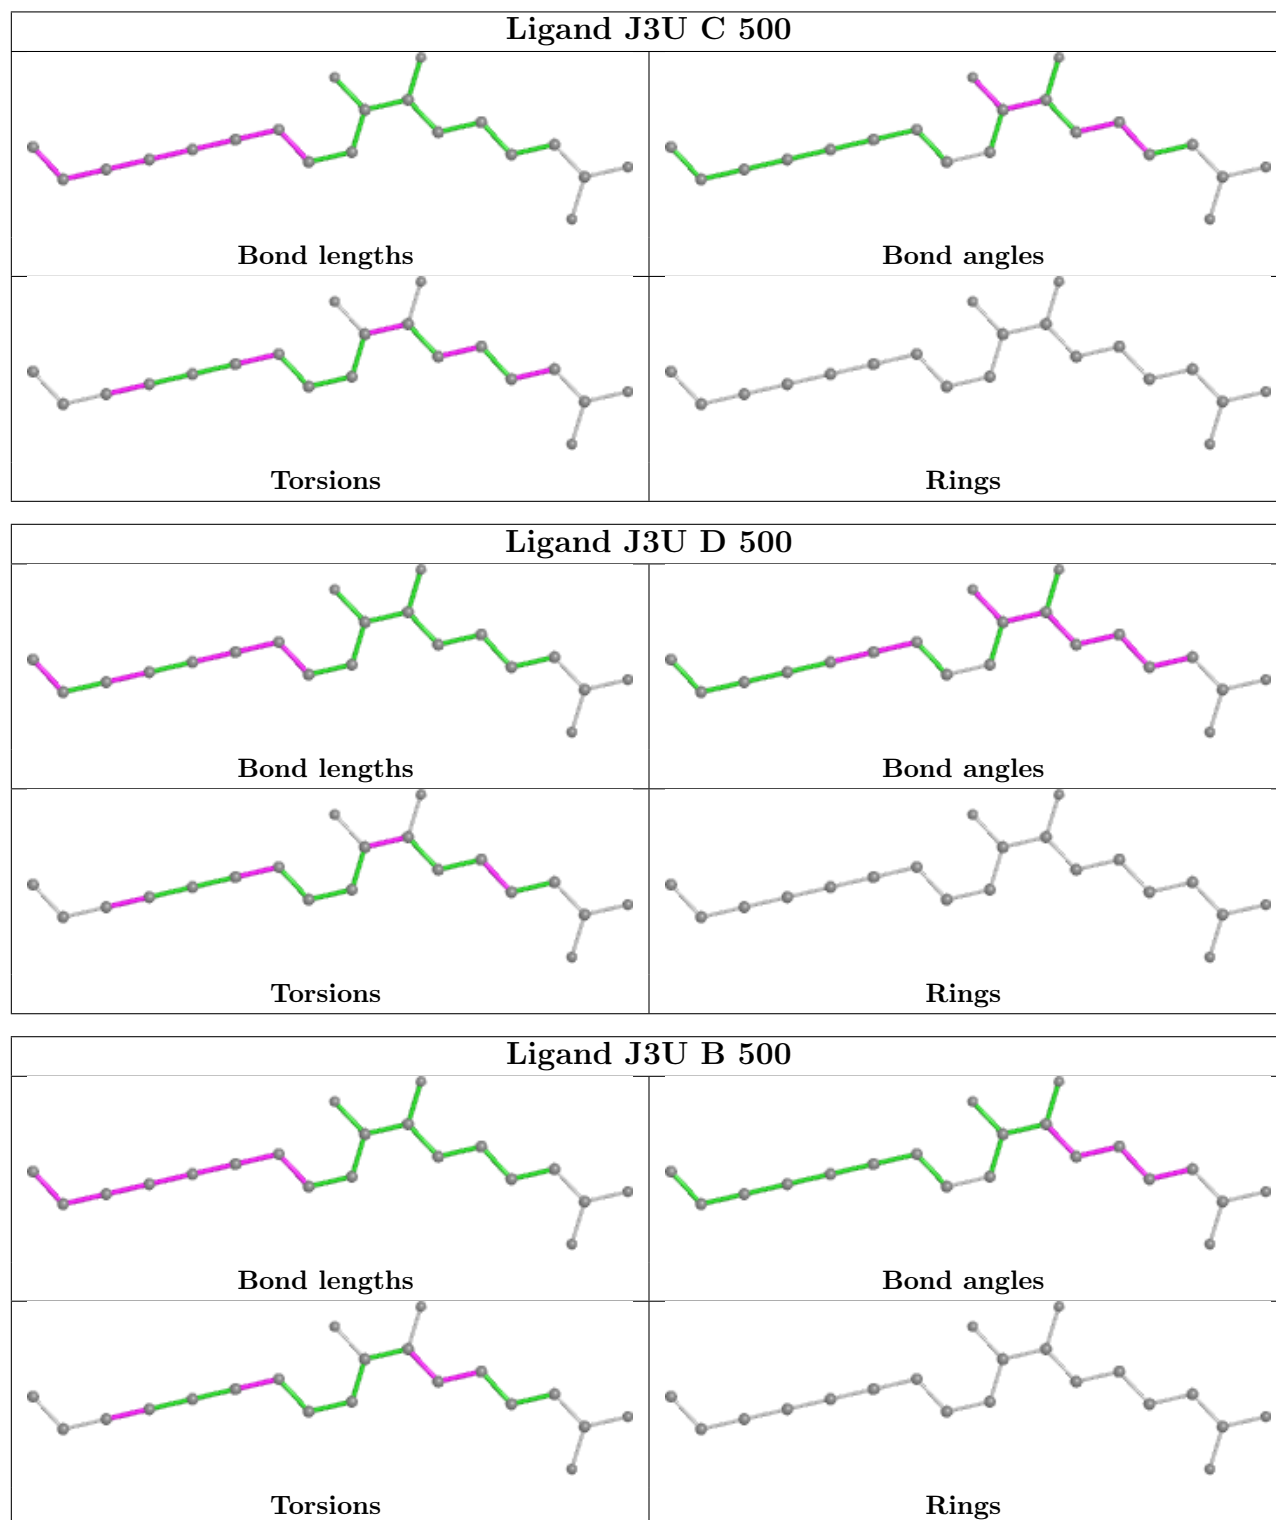 Ligand J3U C 500
Bond lengths
Bond angles
Torsions
Rings
Ligand J3U D 500
Bond lengths
Bond angles
Torsions
Rings
Ligand J3U B 500
Bond lengths
Bond angles
Torsions
Rings